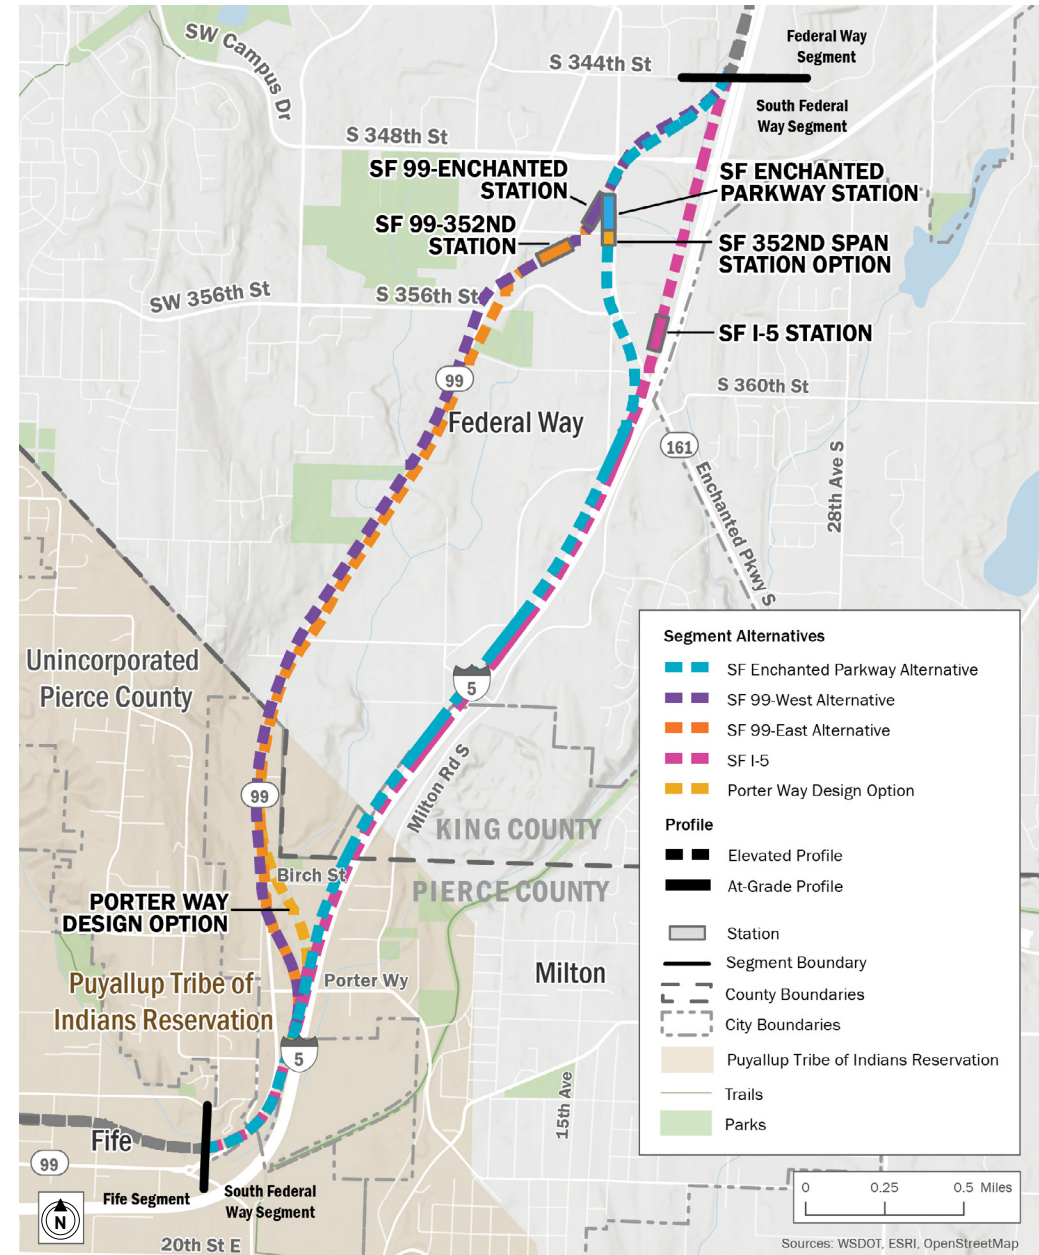 SW Campus Dr
S 344th St
Federal Way
Segment
South Federal
Way Segment
S 348th St
SF 99-ENCHANTED
STATION
SF ENCHANTED
PARKWAY STATION
SF 99-352ND
STATION
SF 352ND SPAN
STATION OPTION
SW 356th St
S 356th St
SF I-5 STATION
99
S 360th St
Federal Way
161
Enchanted Pkwy S
28th Ave S
Unincorporated
Pierce County
5
Milton Rd S
99
KING COUNTY
Birch St
PIERCE COUNTY
PORTER WAY
DESIGN OPTION
Milton
Porter Wy
Puyallup Tribe of
Indians Reservation
5
15th Ave
Fife
99
Fife Segment
South Federal
Way Segment
N
20th St E
Segment Alternatives
SF Enchanted Parkway Alternative
SF 99-West Alternative
SF 99-East Alternative
SF I-5
Porter Way Design Option
Profile
Elevated Profile
At-Grade Profile
Station
Segment Boundary
County Boundaries
City Boundaries
Puyallup Tribe of Indians Reservation
Trails
Parks
0 0.25 0.5 Miles
Sources: WSDOT, ESRI, OpenStreetMap